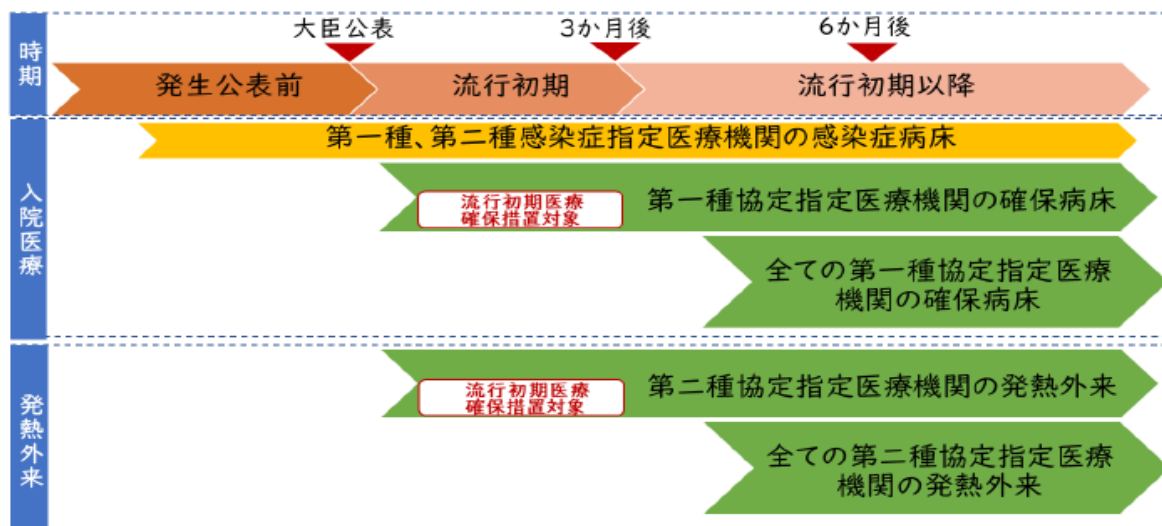 時期
大臣公表
3か月後
6か月後
発生公表前
流行初期
流行初期以降
入院医療
第一種、第二種感染症指定医療機関の感染症病床
流行初期医療
確保措置対象
第一種協定指定医療機関の確保病床
全ての第一種協定指定医療
機関の確保病床
発熱外来
流行初期医療
確保措置対象
第二種協定指定医療機関の発熱外来
全ての第二種協定指定医療
機関の発熱外来